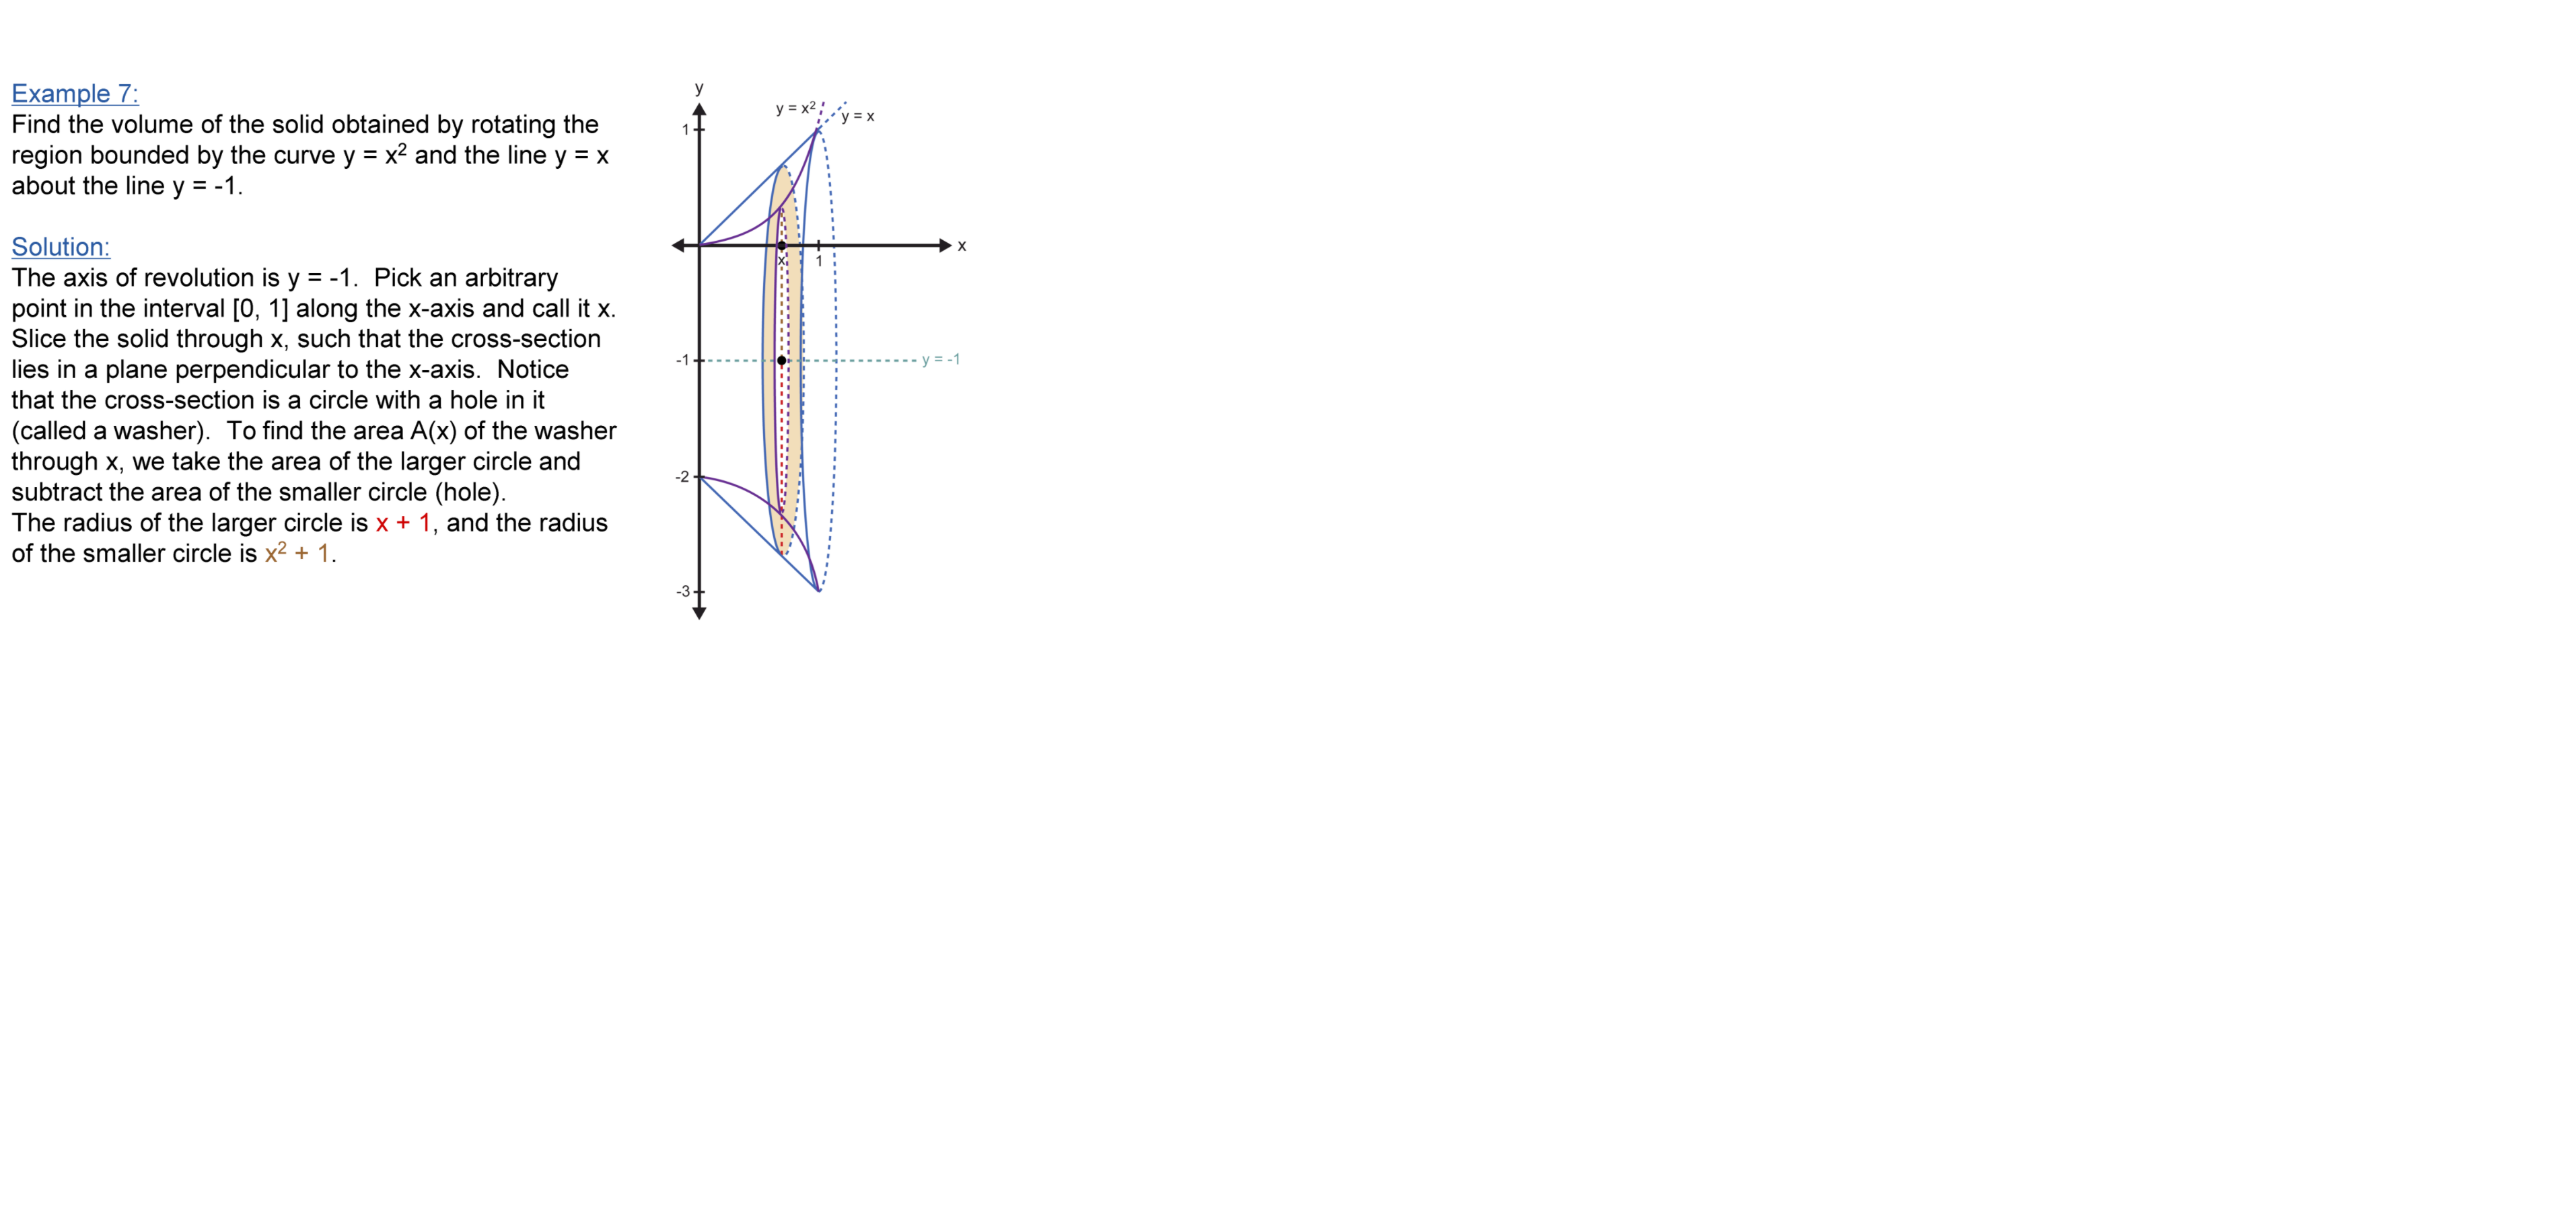 Example 7:
Find the volume of the solid obtained by rotating the
region bounded by the curve y = x² and the line y = x
about the line y = -1.
Solution:
The axis of revolution is y = -1.  Pick an arbitrary
point in the interval [0, 1] along the x-axis and call it x.
Slice the solid through x, such that the cross-section
lies in a plane perpendicular to the x-axis.  Notice
that the cross-section is a circle with a hole in it
(called a washer).  To find the area A(x) of the washer
through x, we take the area of the larger circle and
subtract the area of the smaller circle (hole).
The radius of the larger circle is x + 1, and the radius
of the smaller circle is x² + 1.
y
y = x²
y = x
1
x
x
1
-1
y = -1
-2
-3